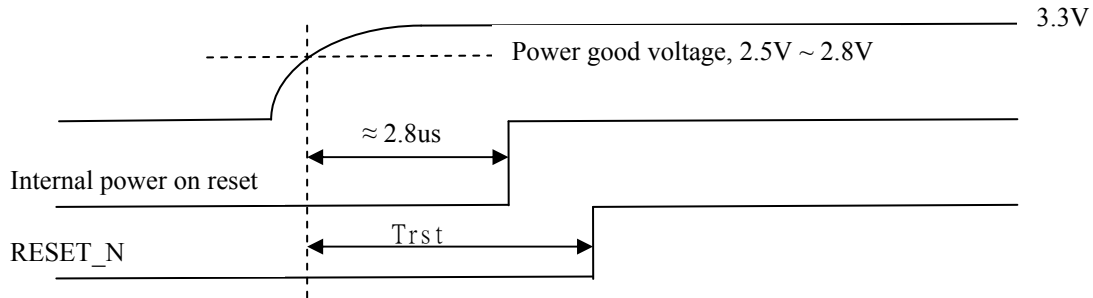 3.3V
Power good voltage, 2.5V ~ 2.8V
≈ 2.8us
Internal power on reset
Trst
RESET_N